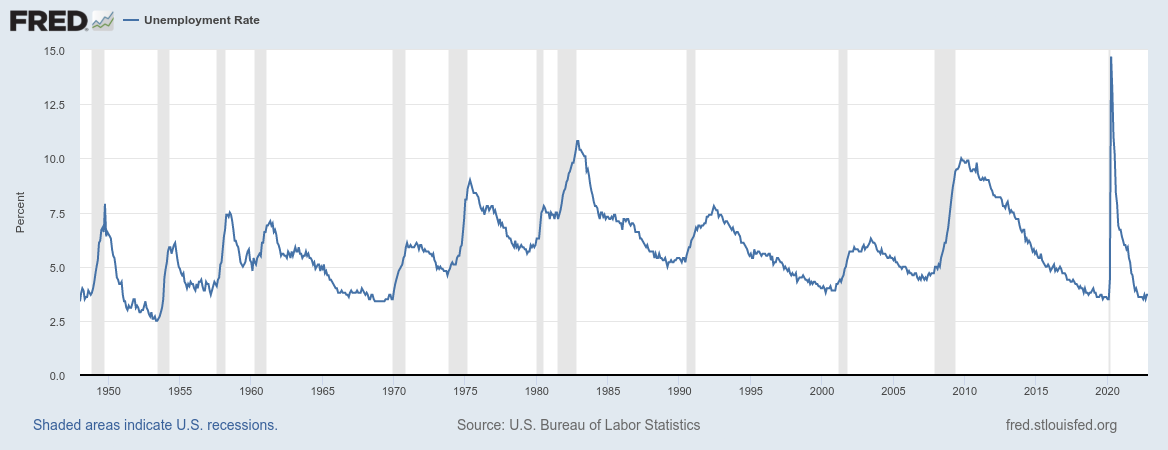 FRED
Unemployment Rate
Percent
15.0
12.5
10.0
7.5
5.0
2.5
0.0
1950 1955 1960 1965 1970 1975 1980 1985 1990 1995 2000 2005 2010 2015 2020
Shaded areas indicate U.S. recessions. Source: U.S. Bureau of Labor Statistics fred.stlouisfed.org